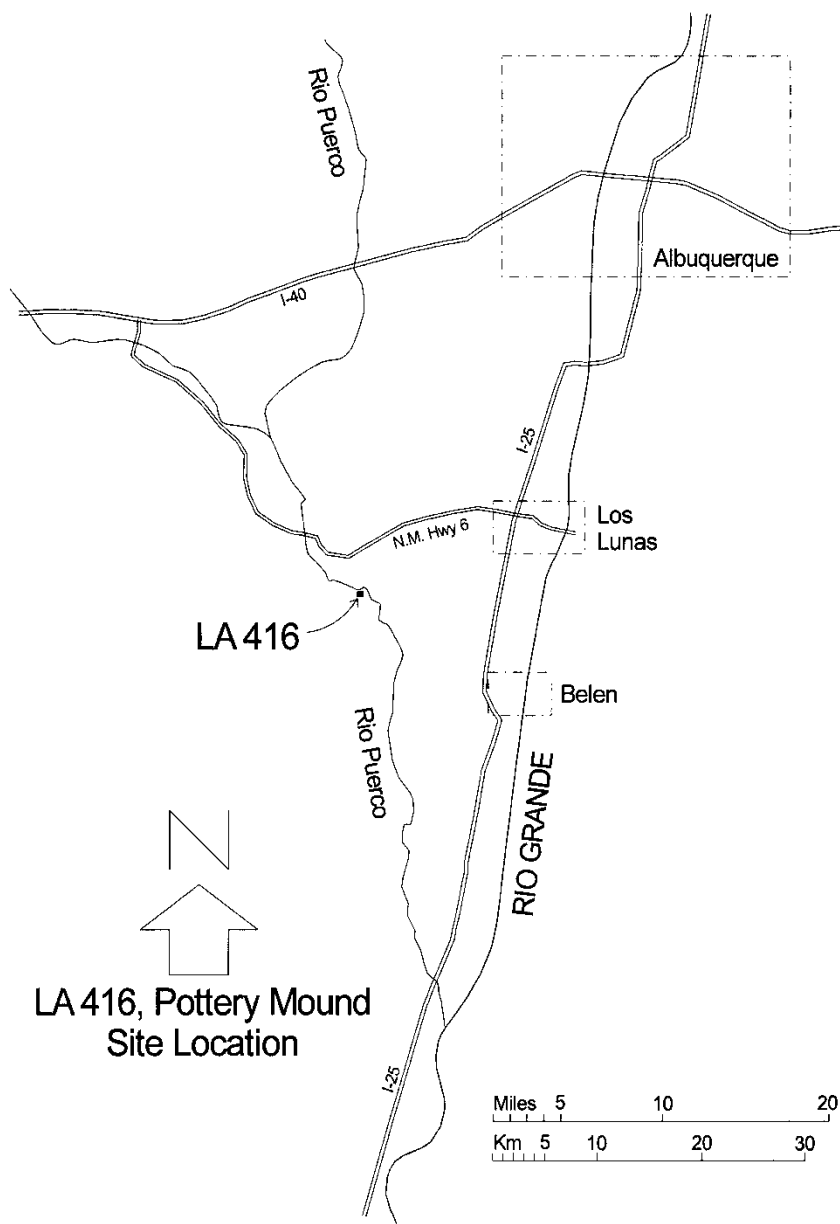 Rio Puerco
Albuquerque
I-40
I-25
Los
Lunas
N.M. Hwy 6
LA 416
Belen
Rio Puerco
RIO GRANDE
N
LA 416, Pottery Mound
Site Location
I-25
Miles 5 10 20
Km 5 10 20 30